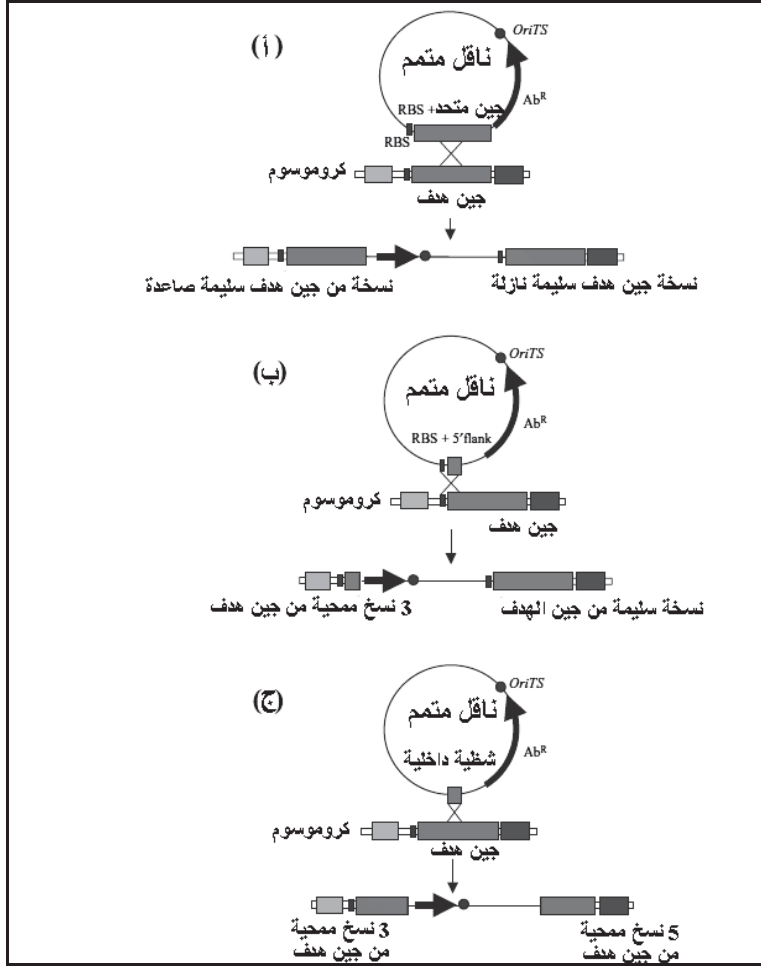 (أ)
OriTS
ناقل متمم
Ab^R
RBS + جين متحد
RBS
كروموسوم
جين هدف
نسخة من جين هدف سليمة صاعدة
نسخة جين هدف سليمة نازلة
(ب)
OriTS
ناقل متمم
Ab^R
RBS + 5'flank
كروموسوم
جين هدف
3 نسخ ممحية من جين هدف
نسخة سليمة من جين الهدف
(ج)
OriTS
ناقل متمم
شظية داخلية
Ab^R
كروموسوم
جين هدف
3 نسخ ممحية
من جين هدف
5 نسخ ممحية
من جين هدف